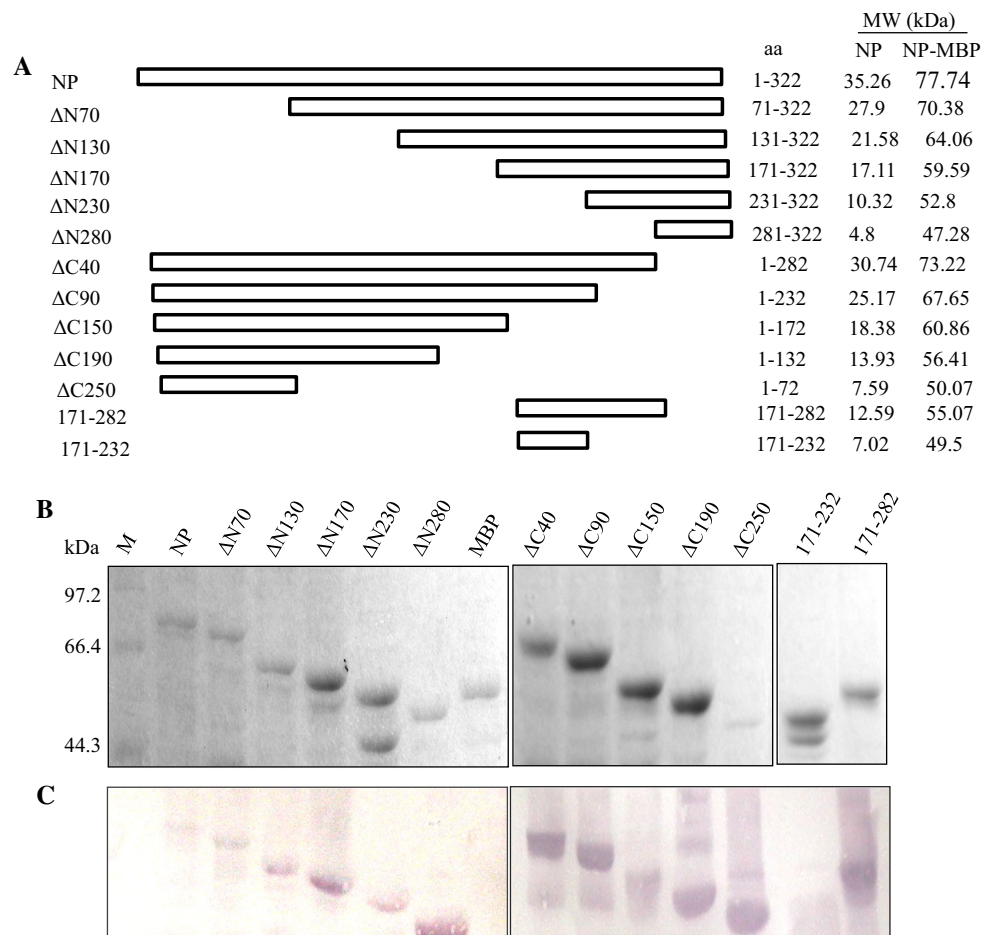 MW (kDa)
aa NP NP-MBP
A
NP 1-322 35.26 77.74
ΔN70 71-322 27.9 70.38
ΔN130 131-322 21.58 64.06
ΔN170 171-322 17.11 59.59
ΔN230 231-322 10.32 52.8
ΔN280 281-322 4.8 47.28
ΔC40 1-282 30.74 73.22
ΔC90 1-232 25.17 67.65
ΔC150 1-172 18.38 60.86
ΔC190 1-132 13.93 56.41
ΔC250 1-72 7.59 50.07
171-282 171-282 12.59 55.07
171-232 171-232 7.02 49.5
B
kDa M NP ΔN70 ΔN130 ΔN170 ΔN230 ΔN280 MBP ΔC40 ΔC90 ΔC150 ΔC190 ΔC250 171-232 171-282
97.2
66.4
44.3
C